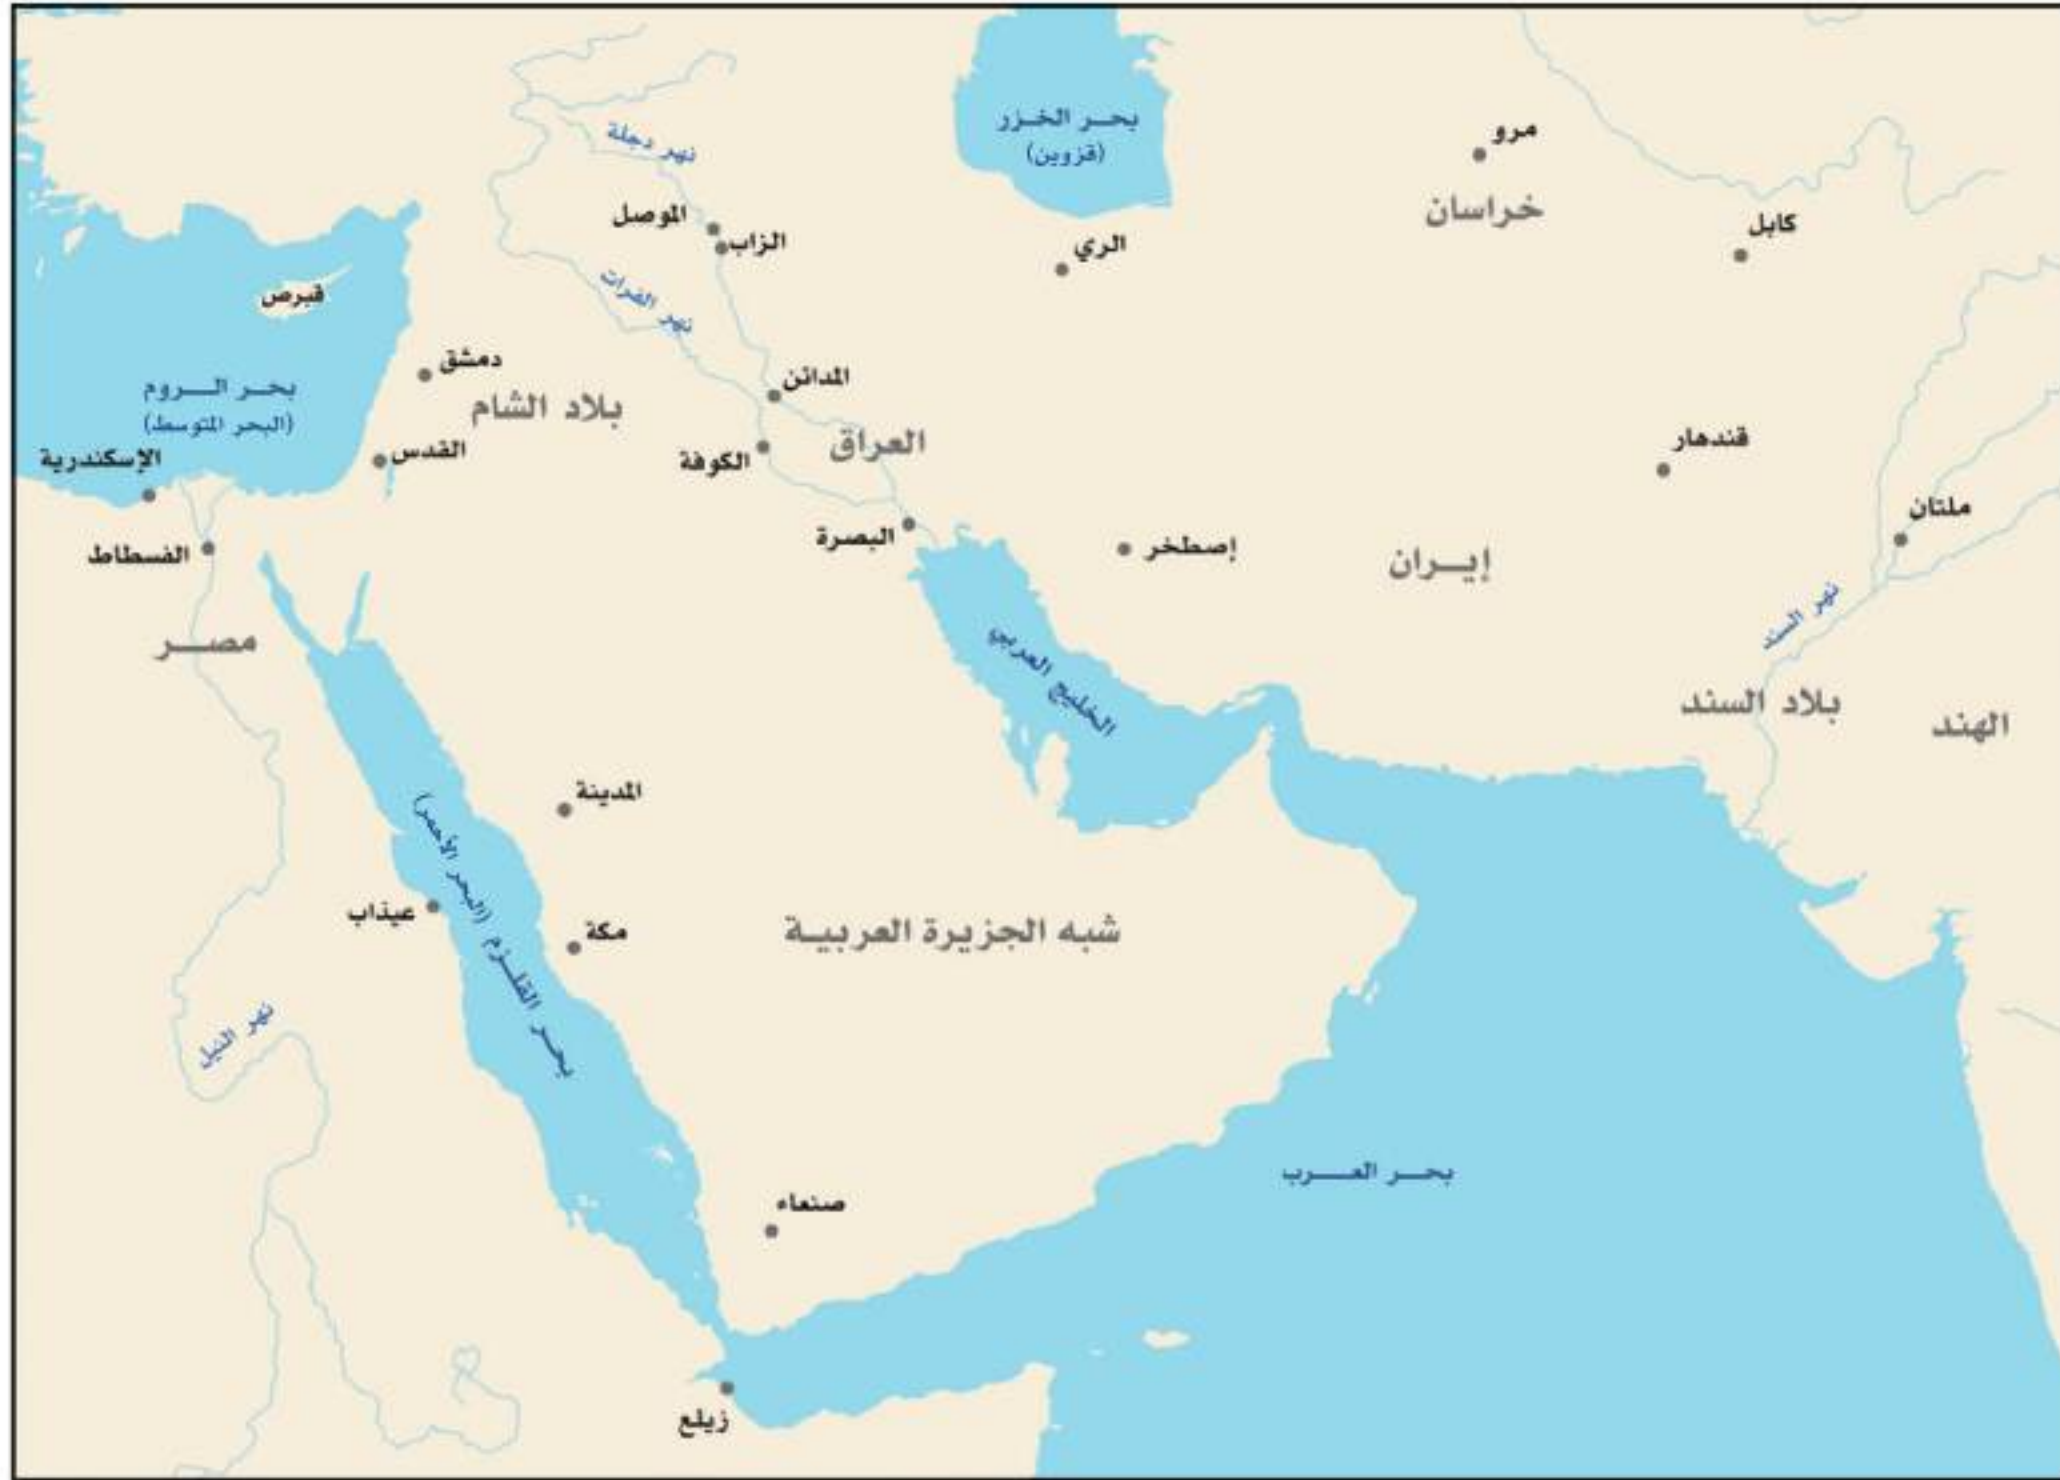 بحر الخزر
(قزوين)
مرو
خراسان
كابل
نهر دجلة
الموصل
الزاب
الري
نهر الفرات
قبرص
دمشق
بلاد الشام
المدائن
بحر الروم
(البحر المتوسط)
العراق
قندهار
الإسكندرية
القدس
الكوفة
ملتان
الفسطاط
البصرة
إصطخر
إيران
نهر السند
مصر
الخليج العربي
بلاد السند
الهند
المدينة
بحر القلزم (البحر الأحمر)
عيذاب
مكة
شبه الجزيرة العربية
نهر النيل
بحر العرب
صنعاء
زيلع